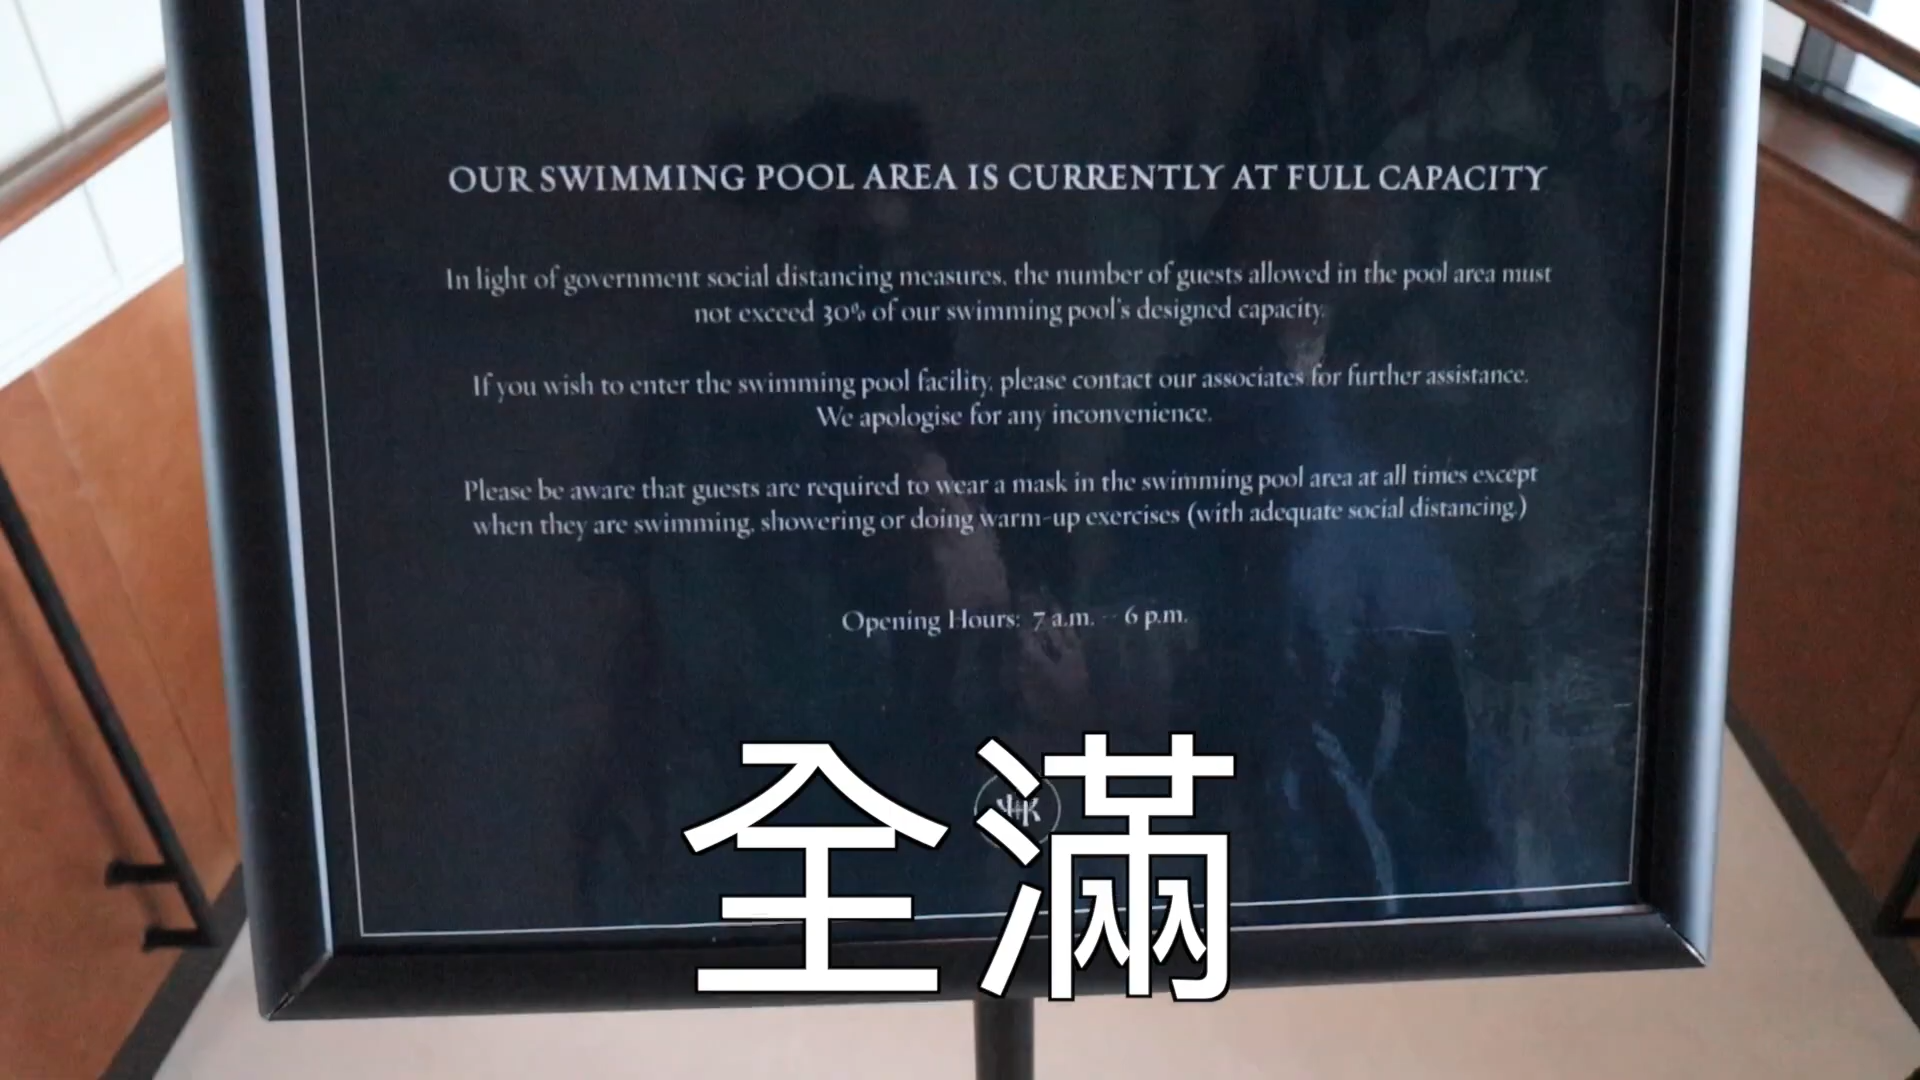 OUR SWIMMING POOL AREA IS CURRENTLY AT FULL CAPACITY
In light of government social distancing measures, the number of guests allowed in the pool area must
not exceed 30% of our swimming pool's designed capacity.
If you wish to enter the swimming pool facility, please contact our associates for further assistance.
We apologise for any inconvenience.
Please be aware that guests are required to wear a mask in the swimming pool area at all times except
when they are swimming, showering or doing warm-up exercises (with adequate social distancing.)
Opening Hours: 7 a.m. - 6 p.m.
全滿